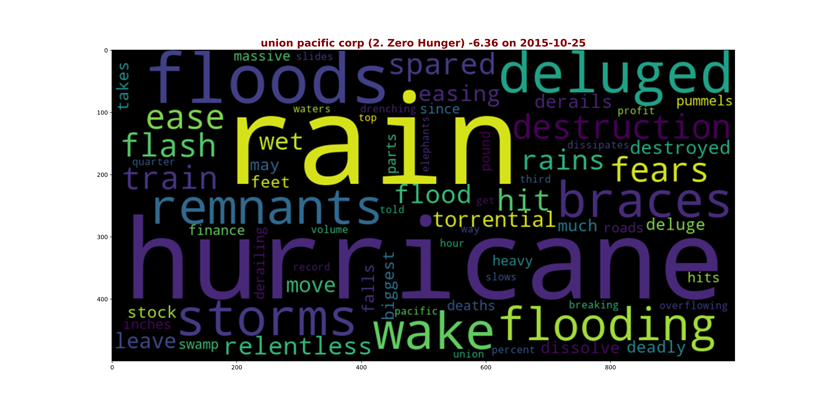 union pacific corp (2. Zero Hunger) -6.36 on 2015-10-25
massive slides
floods spared deluged
takes easing derails pummels
waters drenching since profit
ease top destruction
rain
flash wet parts elephants pound dissipates destroyed
quarter may rains fears
train feet third
remnants flood get hit braces
told torrential
finance volume way much roads deluge
hurricane
hour
derailing record heavy
move falls biggest slows hits
stock storms pacific deaths breaking overflowing
inches wake flooding
leave swamp relentless union percent dissolve deadly
0
100
200
300
400
0 200 400 600 800